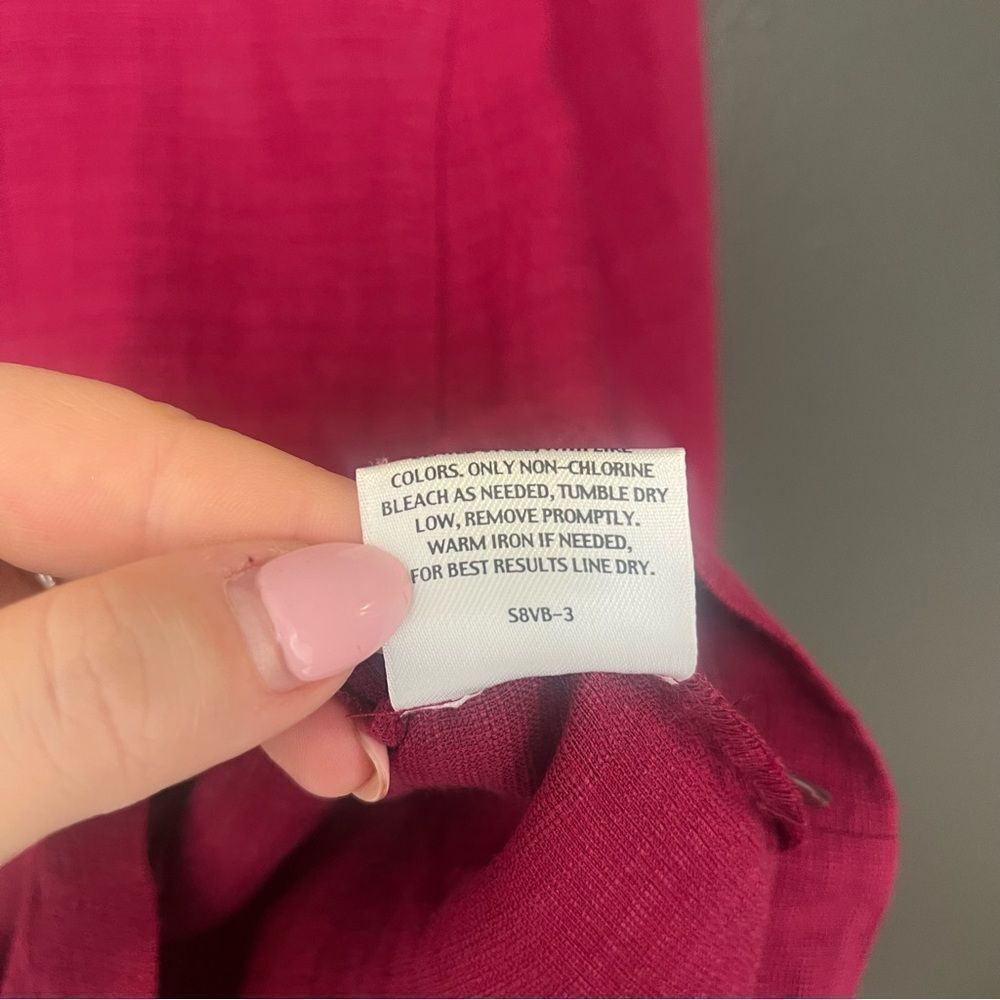 LIKE
COLORS. ONLY NON-CHLORINE
BLEACH AS NEEDED, TUMBLE DRY
LOW, REMOVE PROMPTLY.
WARM IRON IF NEEDED,
FOR BEST RESULTS LINE DRY.
S8VB-3